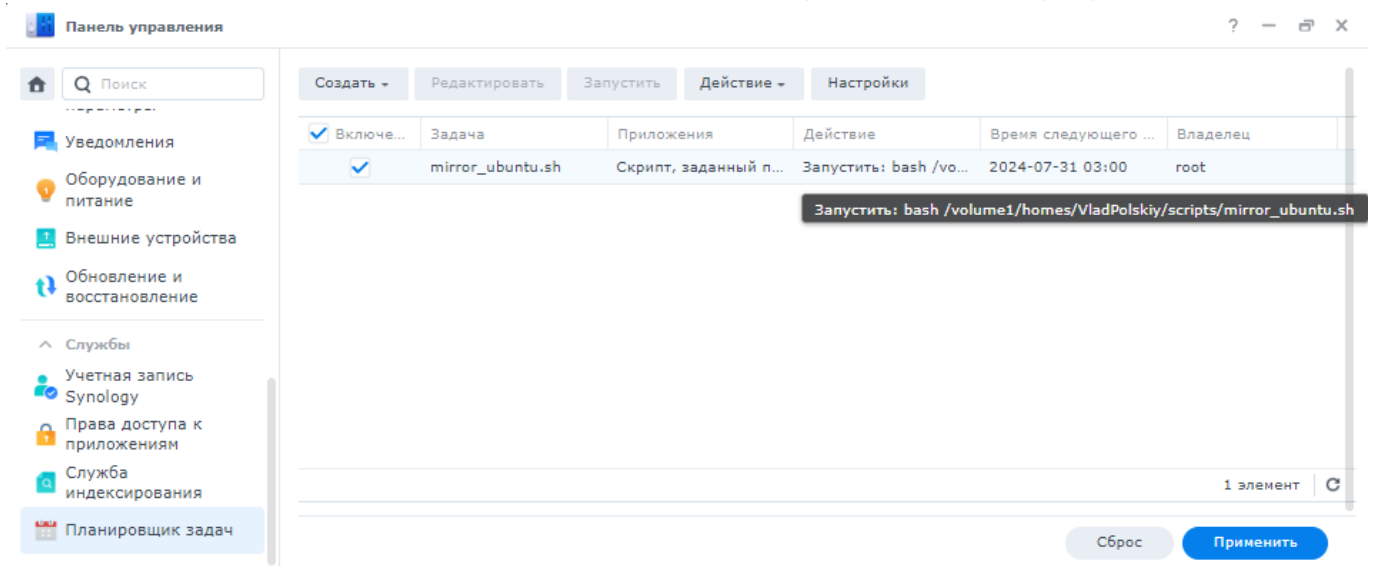 Панель управления
Поиск
Создать
Редактировать
Запустить
Действие
Настройки
Уведомления
Оборудование и
питание
Внешние устройства
Обновление и
восстановление
Службы
Учетная запись
Synology
Права доступа к
приложениям
Служба
индексирования
Планировщик задач
Включе... Задача Приложения Действие Время следующего ... Владелец
mirror_ubuntu.sh Скрипт, заданный п... Запустить: bash /vo... 2024-07-31 03:00 root
Запустить: bash /volume1/homes/VladPolskiy/scripts/mirror_ubuntu.sh
1 элемент
Сброс
Применить